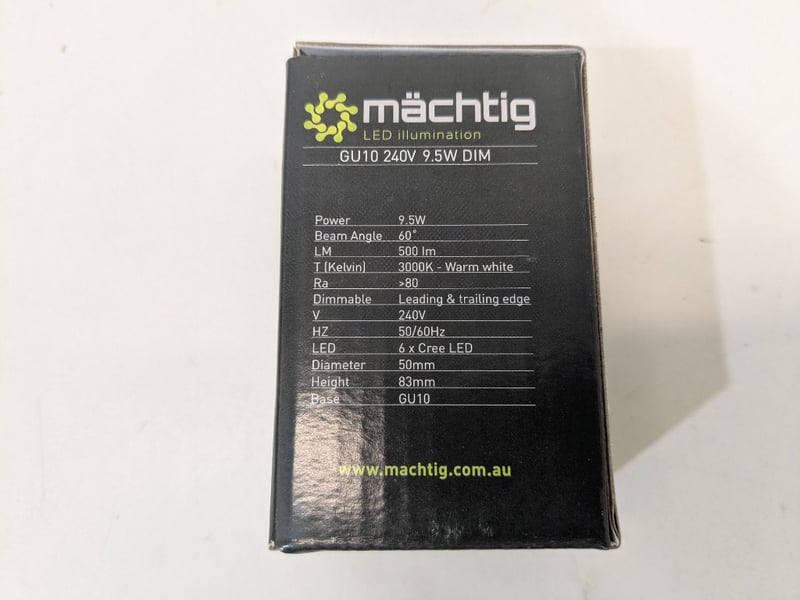 mächtig
LED illumination
GU10 240V 9.5W DIM
Power 9.5W
Beam Angle 60°
LM 500 lm
T (Kelvin) 3000K - Warm white
Ra >80
Dimmable Leading & trailing edge
V 240V
HZ 50/60Hz
LED 6 x Cree LED
Diameter 50mm
Height 83mm
Base GU10
www.machtig.com.au